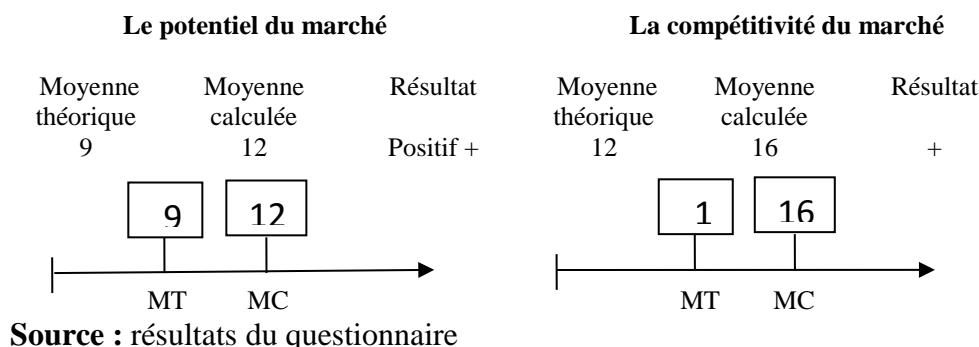 Le potentiel du marché
La compétitivité du marché
Moyenne théorique
Moyenne calculée
Résultat
9
12
Positif +
Moyenne théorique
Moyenne calculée
Résultat
12
16
+
9
12
MT
MC
1
16
MT
MC
Source : résultats du questionnaire